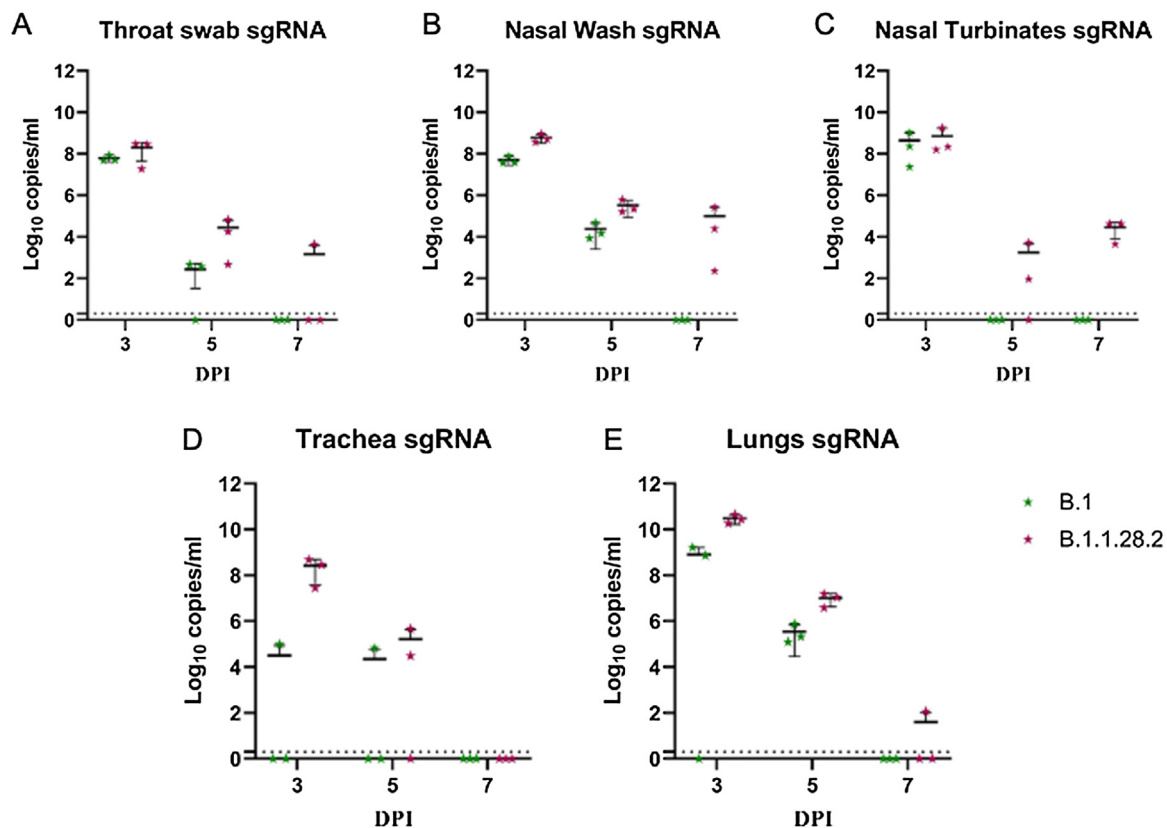 A Throat swab sgRNA
Log10 copies/ml
12
10
8
6
4
2
0
3 5 7
DPI
B Nasal Wash sgRNA
Log10 copies/ml
12
10
8
6
4
2
0
3 5 7
DPI
C Nasal Turbinates sgRNA
Log10 copies/ml
12
10
8
6
4
2
0
3 5 7
DPI
D Trachea sgRNA
Log10 copies/ml
12
10
8
6
4
2
0
3 5 7
DPI
E Lungs sgRNA
Log10 copies/ml
12
10
8
6
4
2
0
3 5 7
DPI
B.1
B.1.1.28.2